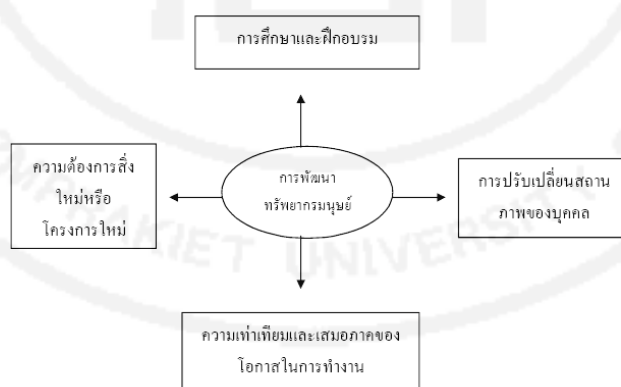 การศึกษาและฝึกอบรม
ความต้องการสิ่ง
ใหม่หรือ
โครงการใหม่
การพัฒนา
ทรัพยากรมนุษย์
การปรับเปลี่ยนสถาน
ภาพของบุคคล
ความเท่าเทียมและเสมอภาคของ
โอกาสในการทำงาน